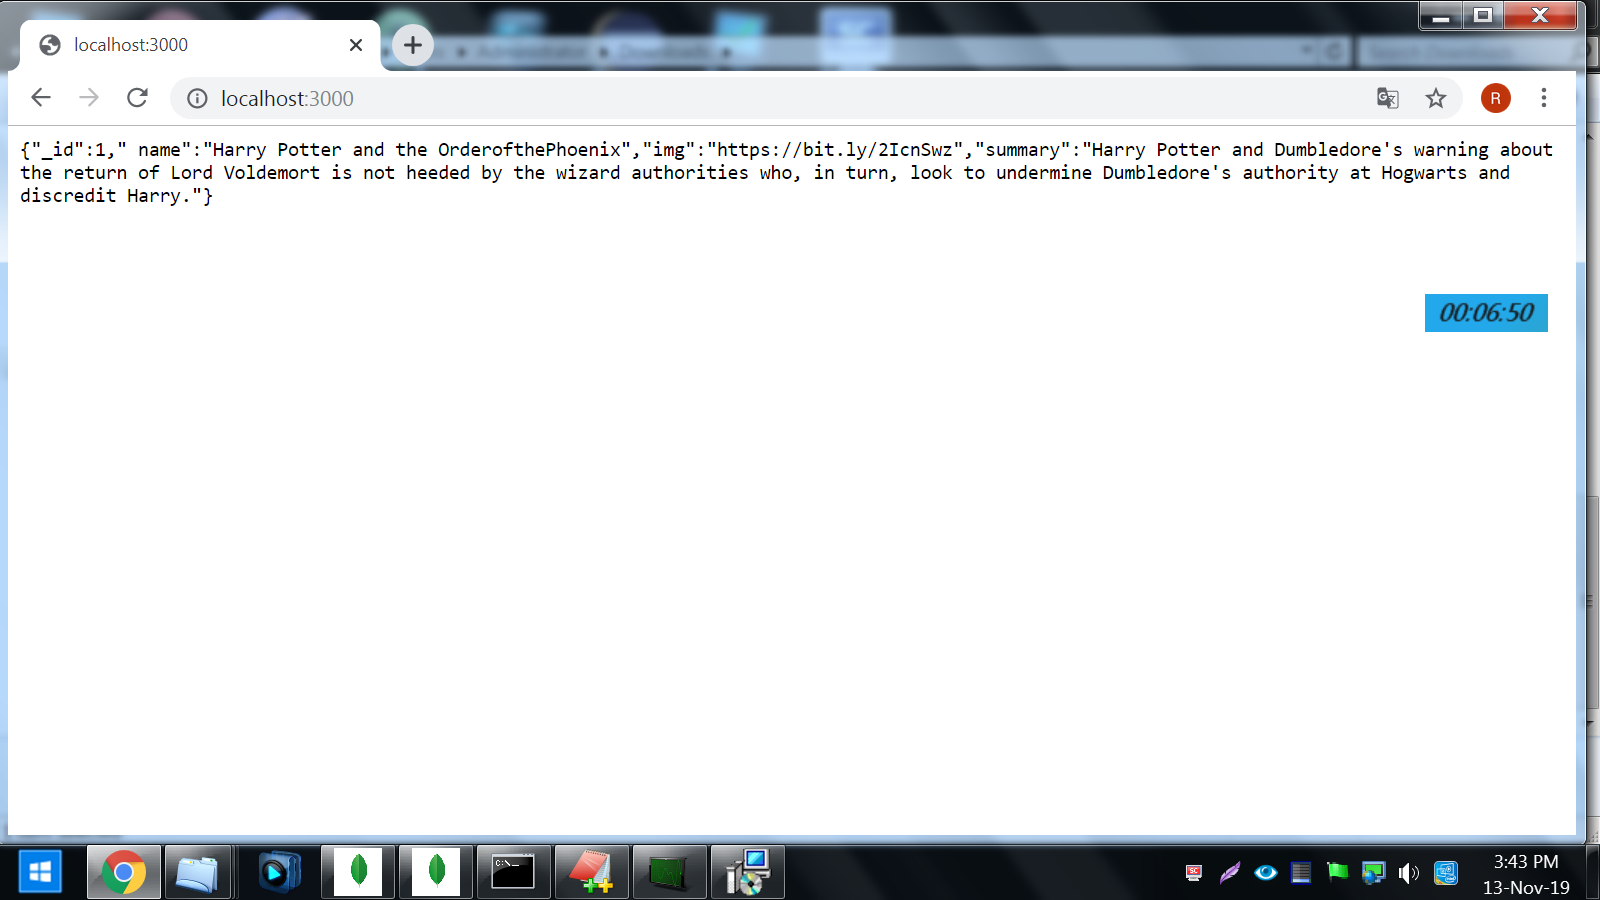 localhost:3000
localhost:3000
R
{"_id":1," name":"Harry Potter and the OrderofthePhoenix","img":"https://bit.ly/2IcnSwz","summary":"Harry Potter and Dumbledore's warning about
the return of Lord Voldemort is not heeded by the wizard authorities who, in turn, look to undermine Dumbledore's authority at Hogwarts and
discredit Harry."}
00:06:50
3:43 PM
13-Nov-19